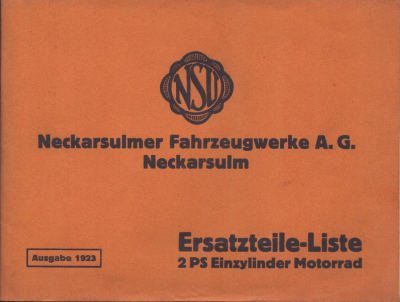 NSU
Neckarsulmer Fahrzeugwerke A. G.
Neckarsulm
Ausgabe 1923
Ersatzteile-Liste
2 PS Einzylinder Motorrad